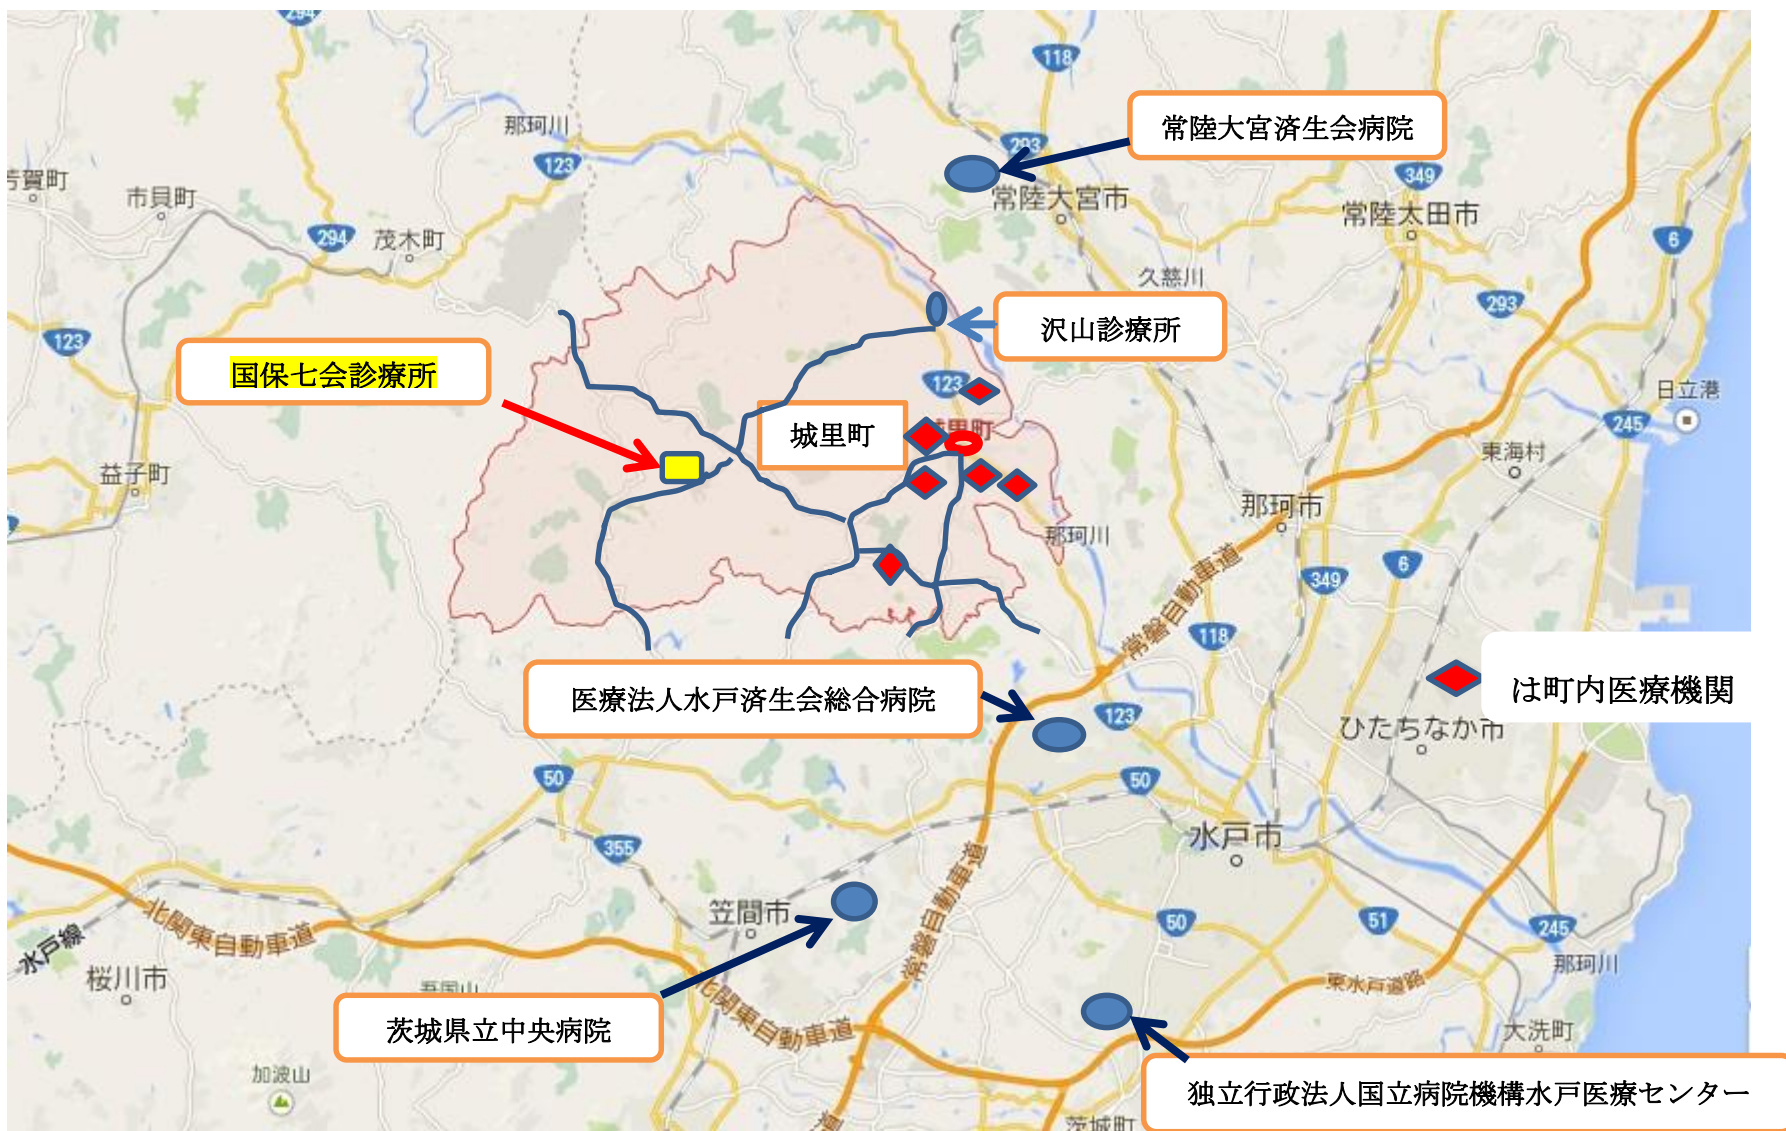 294
118
常陸大宮済生会病院
那珂川
123
293
349
芳賀町
市貝町
常陸大宮市
常陸太田市
294
茂木町
6
久慈川
293
沢山診療所
123
国保七会診療所
123
日立港
城里町
245
東海村
益子町
那珂市
那珂川
常磐自動車道
6
349
118
医療法人水戸済生会総合病院
は町内医療機関
123
ひたちなか市
50
50
水戸市
355
常磐自動車道
笠間市
北関東自動車道
50
51
245
水戸線
那珂川
桜川市
東水戸道路
北関東自動車道
茨城県立中央病院
大洗町
加波山
独立行政法人国立病院機構水戸医療センター
茨城町